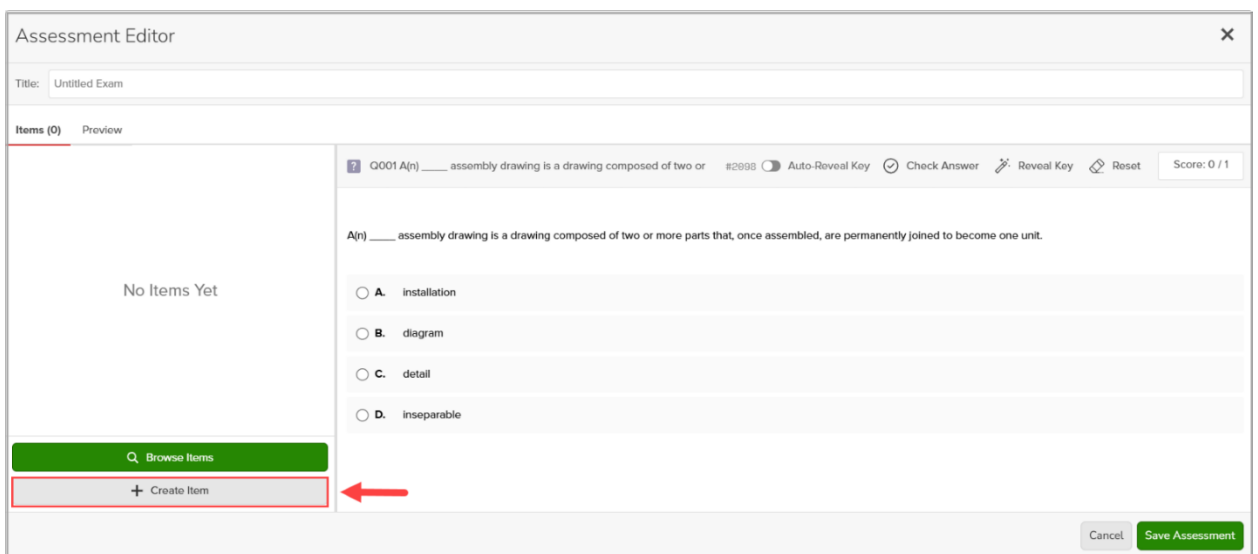 Assessment Editor
Title: Untitled Exam
Items (0) Preview
Q001 A(n) ____ assembly drawing is a drawing composed of two or #2098 Auto-Reveal Key Check Answer Reveal Key Reset Score: 0 / 1
A(n) ____ assembly drawing is a drawing composed of two or more parts that, once assembled, are permanently joined to become one unit.
No Items Yet
A. installation
B. diagram
C. detail
D. inseparable
Browse Items
+ Create Item
Cancel Save Assessment